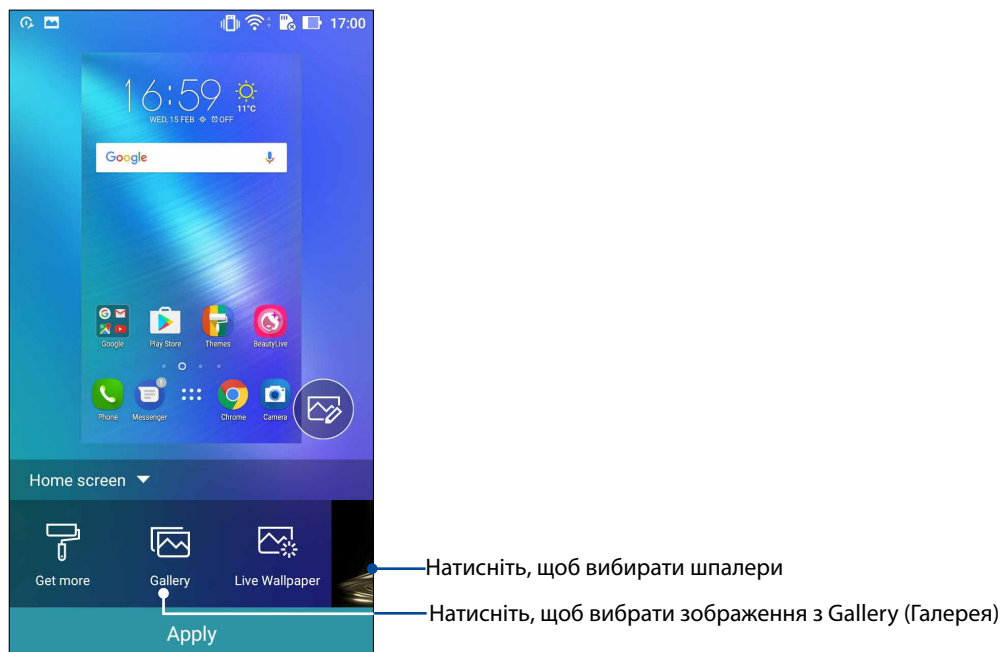 17:00
16:59
11°C
WED, 15 FEB OFF
Google
Google Play Store Themes BeautyLive
1
Phone Messenger Chrome Camera
Home screen
Get more Gallery Live Wallpaper
Натисніть, щоб вибирати шпалери
Натисніть, щоб вибрати зображення з Gallery (Галерея)
Apply